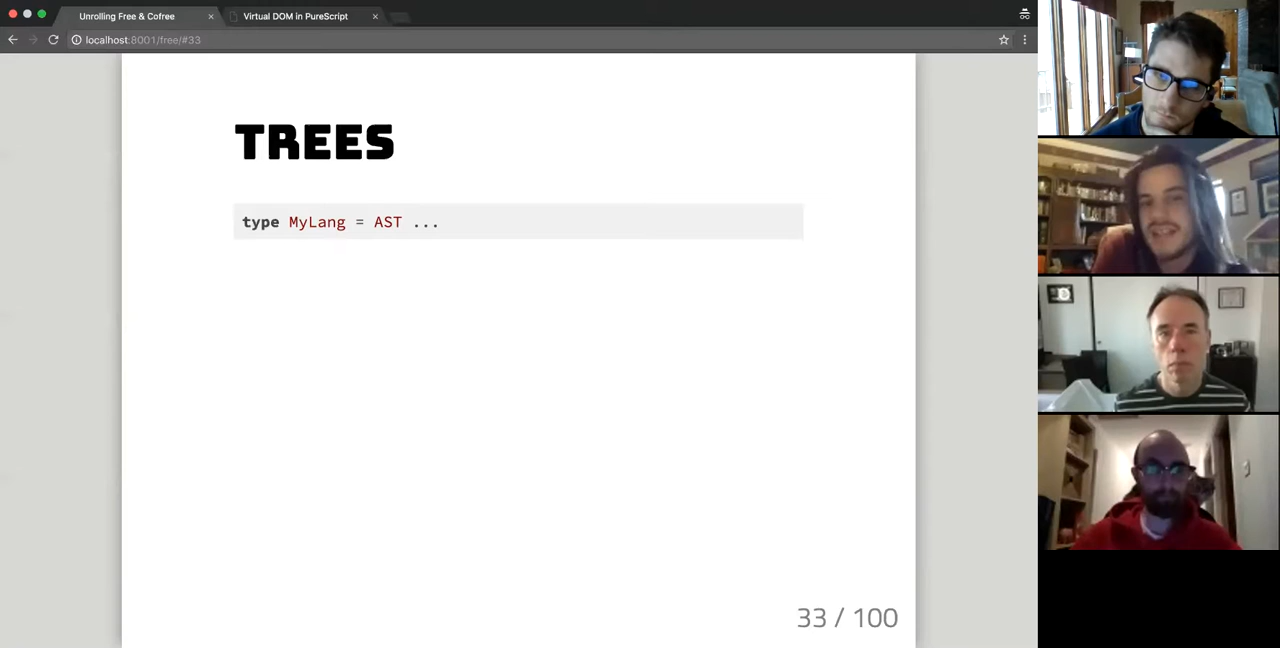 Unrolling Free & Cofree
Virtual DOM in PureScript
localhost:8001/free/#33
TREES
type MyLang = AST ...
33 / 100